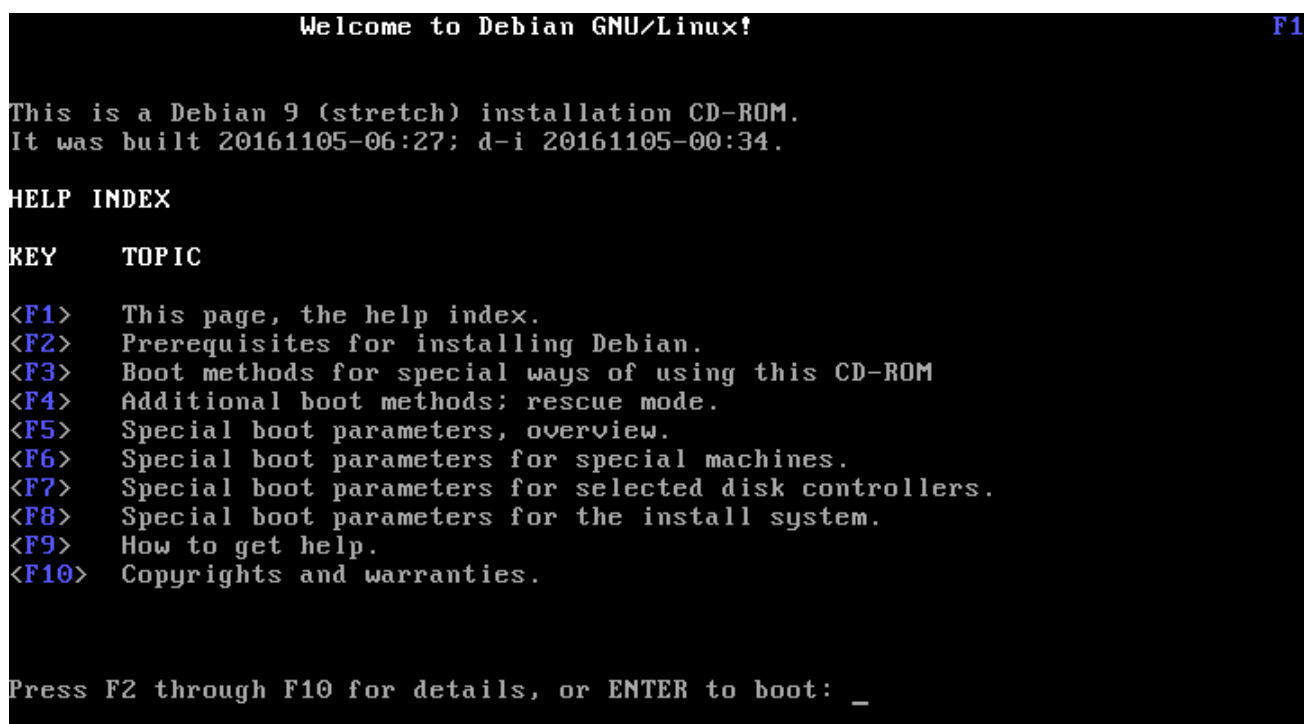 Welcome to Debian GNU/Linux! F1
This is a Debian 9 (stretch) installation CD-ROM.
It was built 20161105-06:27; d-i 20161105-00:34.
HELP INDEX
KEY TOPIC
<F1> This page, the help index.
<F2> Prerequisites for installing Debian.
<F3> Boot methods for special ways of using this CD-ROM
<F4> Additional boot methods; rescue mode.
<F5> Special boot parameters, overview.
<F6> Special boot parameters for special machines.
<F7> Special boot parameters for selected disk controllers.
<F8> Special boot parameters for the install system.
<F9> How to get help.
<F10> Copyrights and warranties.
Press F2 through F10 for details, or ENTER to boot: _